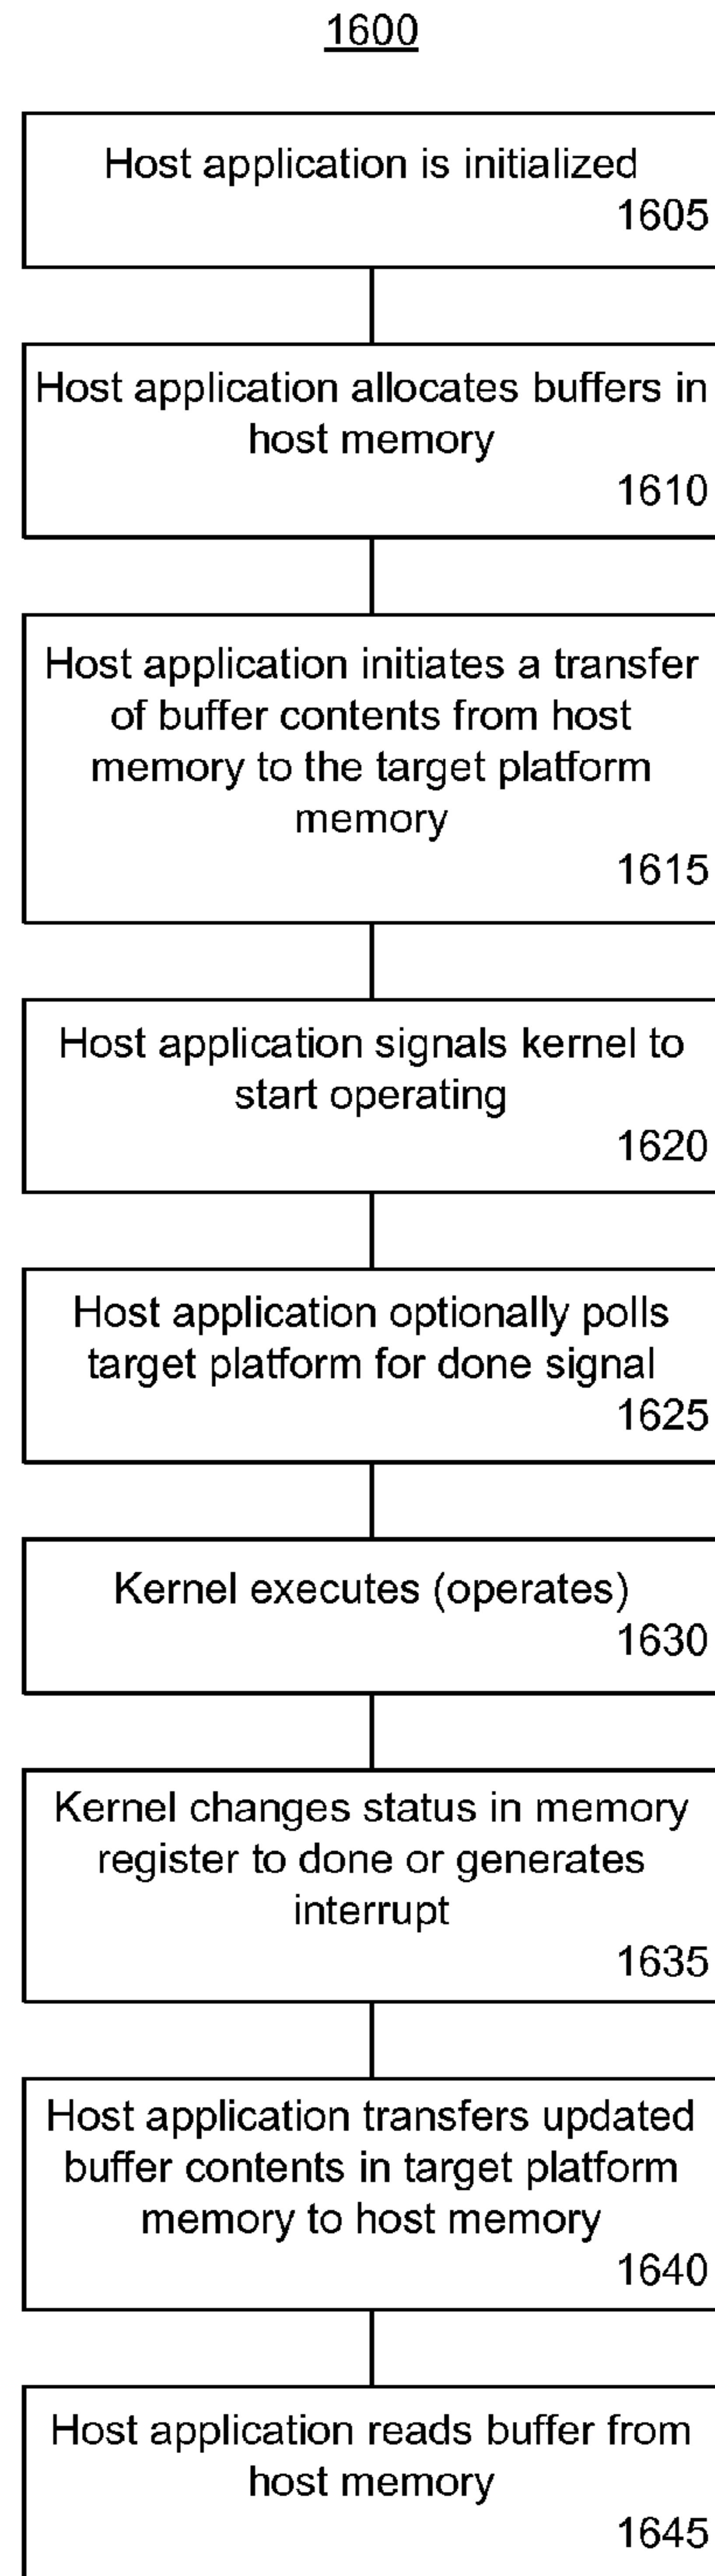 1600
Host application is initialized
1605
Host application allocates buffers in
host memory
1610
Host application initiates a transfer
of buffer contents from host
memory to the target platform
memory
1615
Host application signals kernel to
start operating
1620
Host application optionally polls
target platform for done signal
1625
Kernel executes (operates)
1630
Kernel changes status in memory
register to done or generates
interrupt
1635
Host application transfers updated
buffer contents in target platform
memory to host memory
1640
Host application reads buffer from
host memory
1645